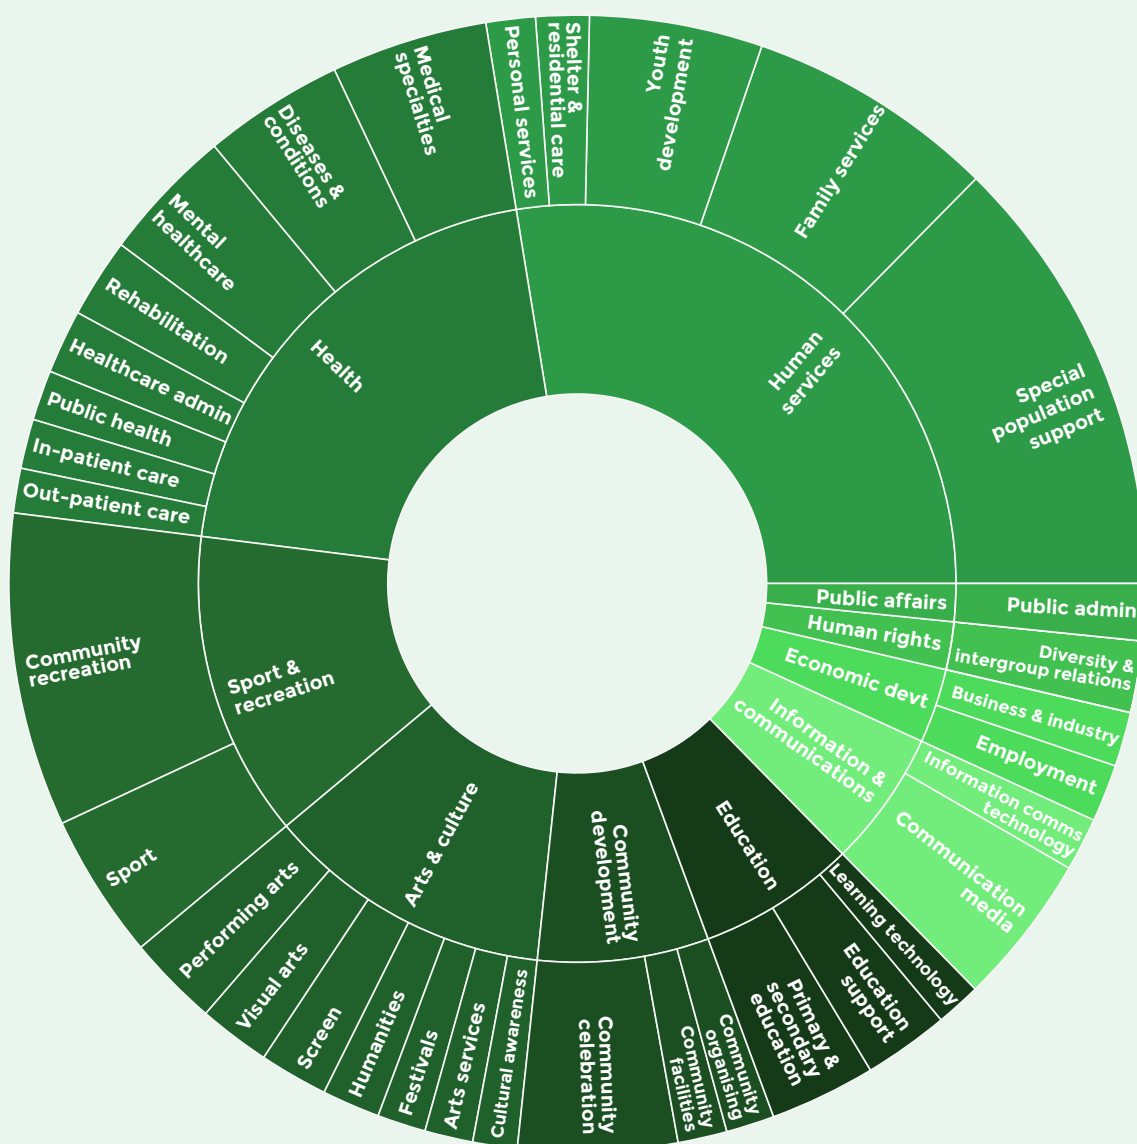 Human
services
Special
population
support
Family services
Youth
development
Shelter &
residential care
Personal services
Health
Medical
specialties
Diseases &
conditions
Mental
healthcare
Rehabilitation
Healthcare admin
Public health
In-patient care
Out-patient care
Sport &
recreation
Community
recreation
Sport
Arts & culture
Performing arts
Visual arts
Screen
Humanities
Festivals
Arts services
Cultural awareness
Community
development
Community
celebration
Community
facilities
Community
organising
Education
Primary &
secondary
education
Education
support
Learning technology
Information &
communications
Communication
media
Information comms
technology
Economic devt
Employment
Business & industry
Human rights
Diversity &
intergroup relations
Public affairs
Public admin